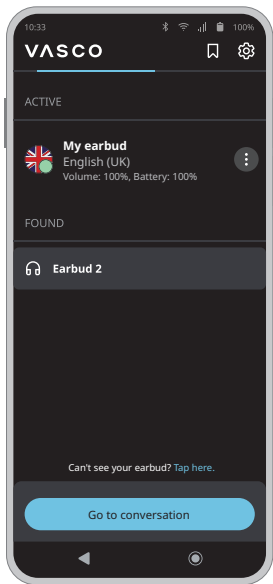 10:33
100%
VASCO
ACTIVE
My earbud
English (UK)
Volume: 100%, Battery: 100%
FOUND
Earbud 2
Can't see your earbud? Tap here.
Go to conversation